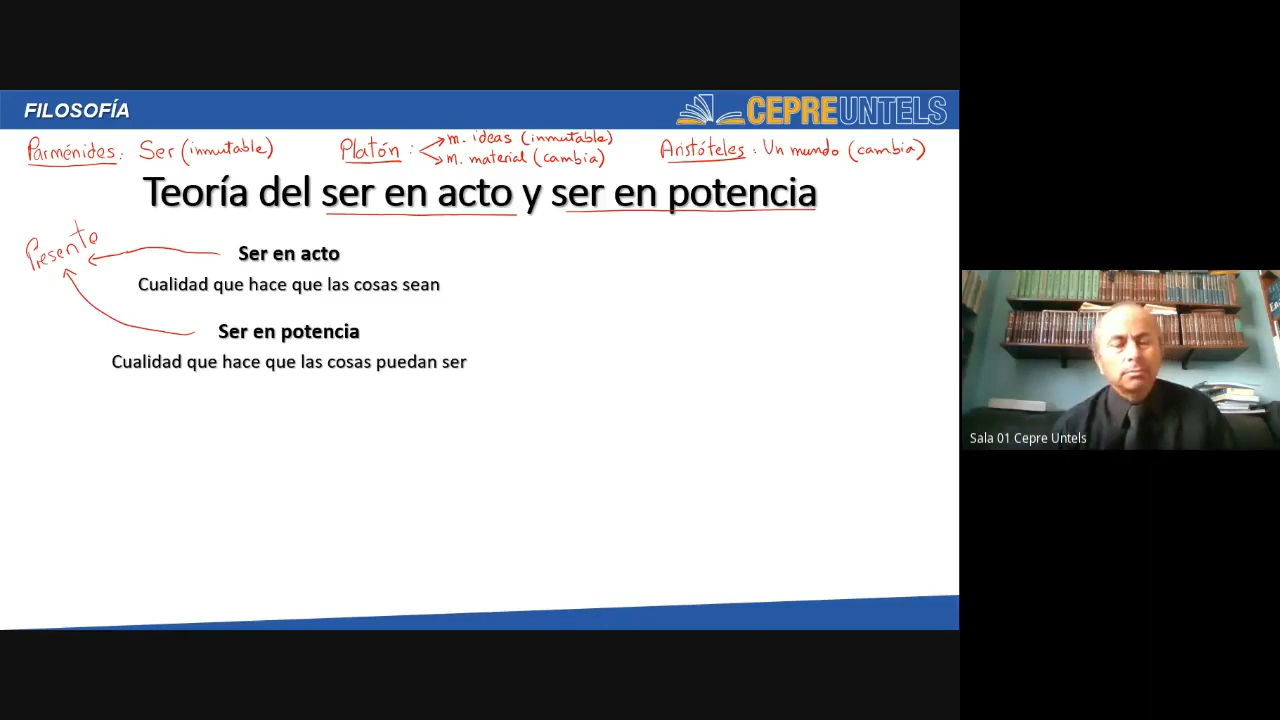 FILOSOFÍA
CEPREUNTELS
Parménides: Ser (inmutable)
Platón: m. ideas (inmutable)
m. material (cambia)
Aristóteles: Un mundo (cambia)
Teoría del ser en acto y ser en potencia
Presente
Ser en acto
Cualidad que hace que las cosas sean
Ser en potencia
Cualidad que hace que las cosas puedan ser
Sala 01 Cepre Untels